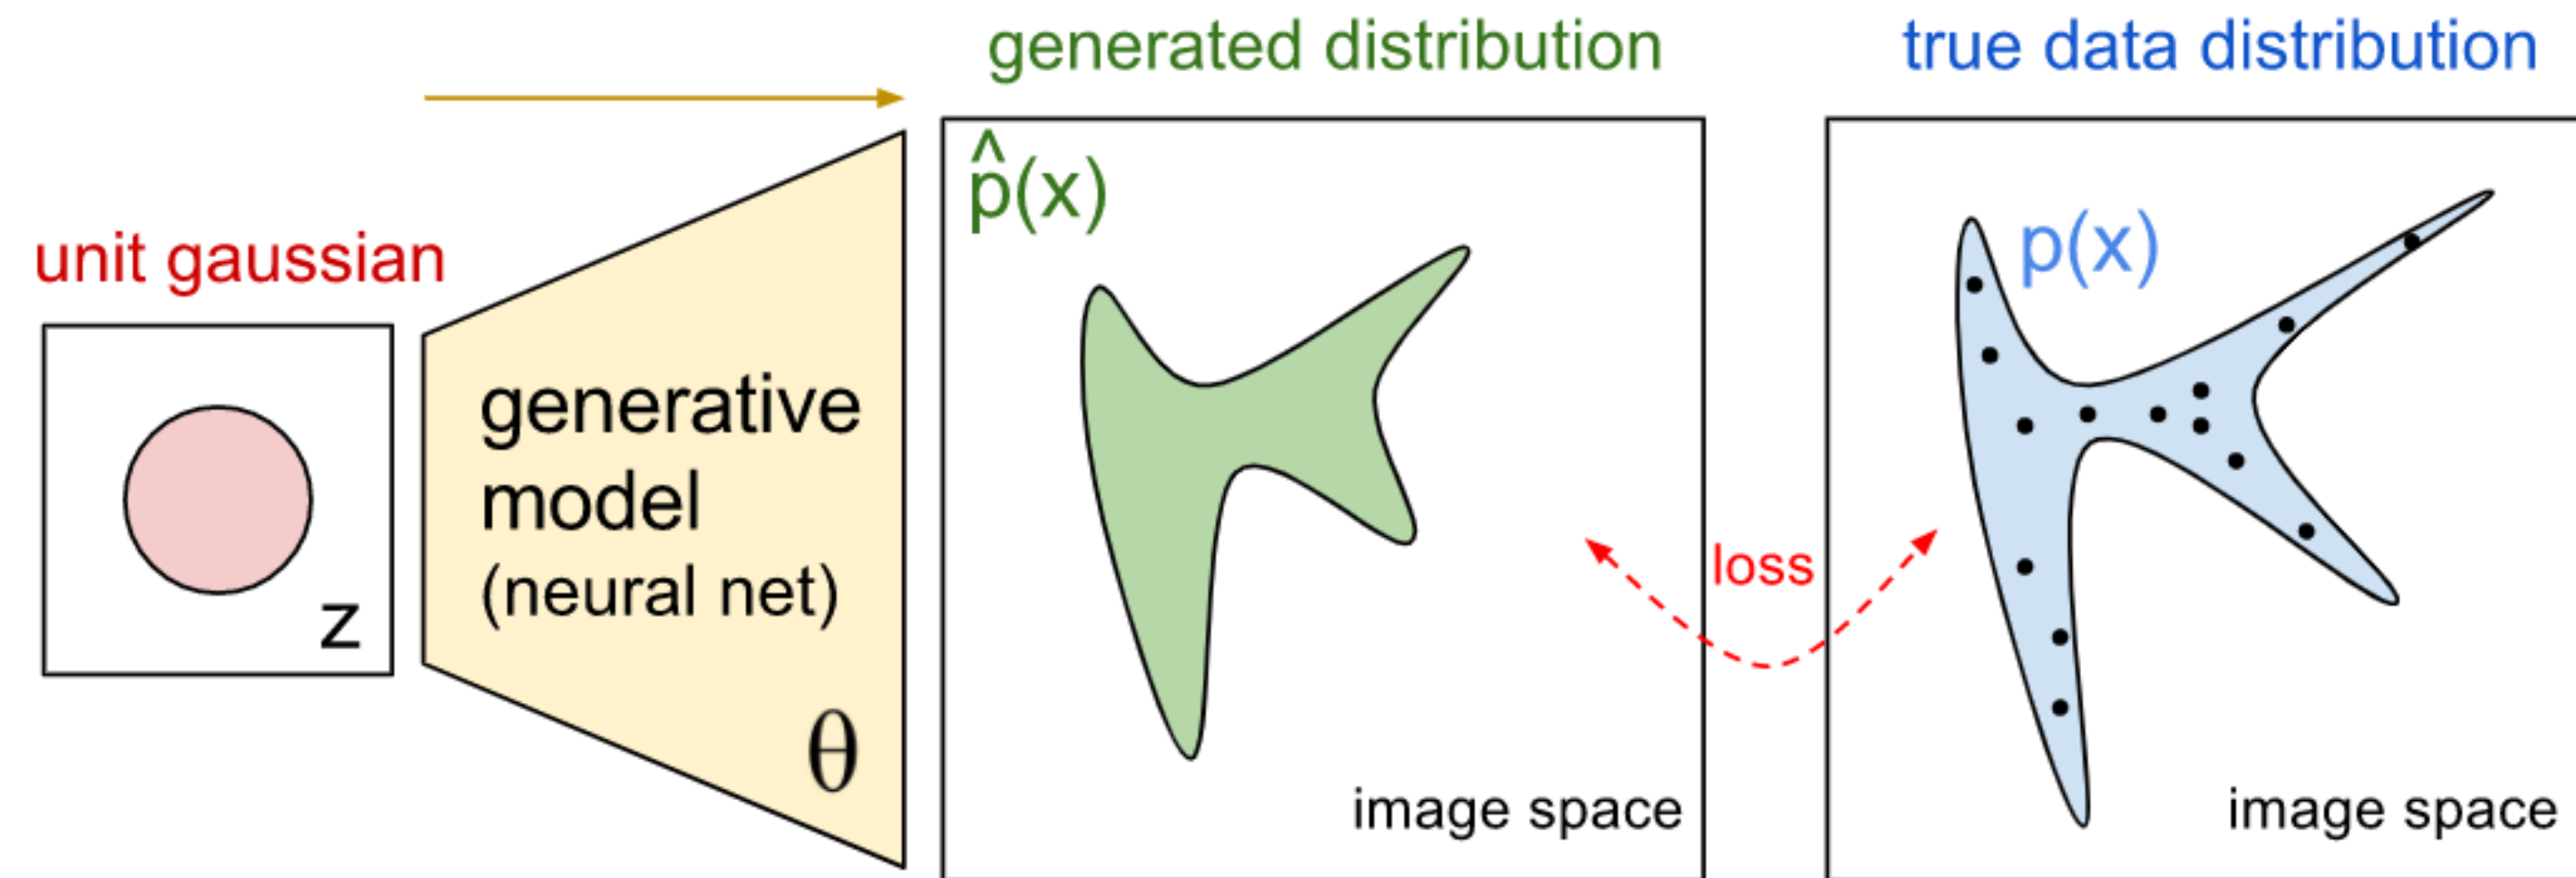 unit gaussian
z
generative
model
(neural net)
θ
generated distribution
p̂(x)
image space
loss
true data distribution
p(x)
image space